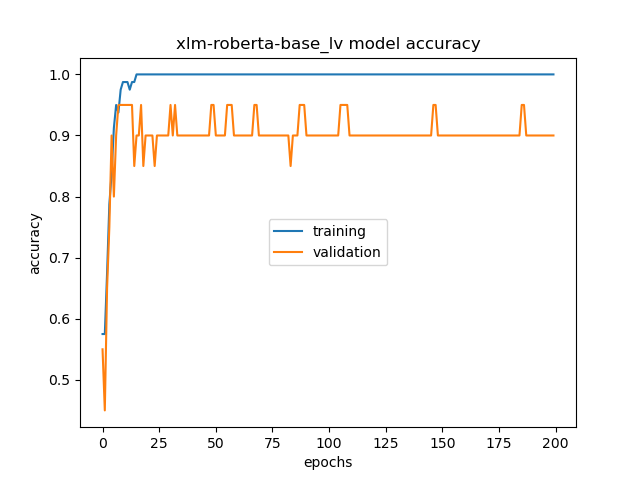 xlm-roberta-base_lv model accuracy
1.0
0.9
0.8
0.7
0.6
0.5
accuracy
training
validation
0 25 50 75 100 125 150 175 200
epochs